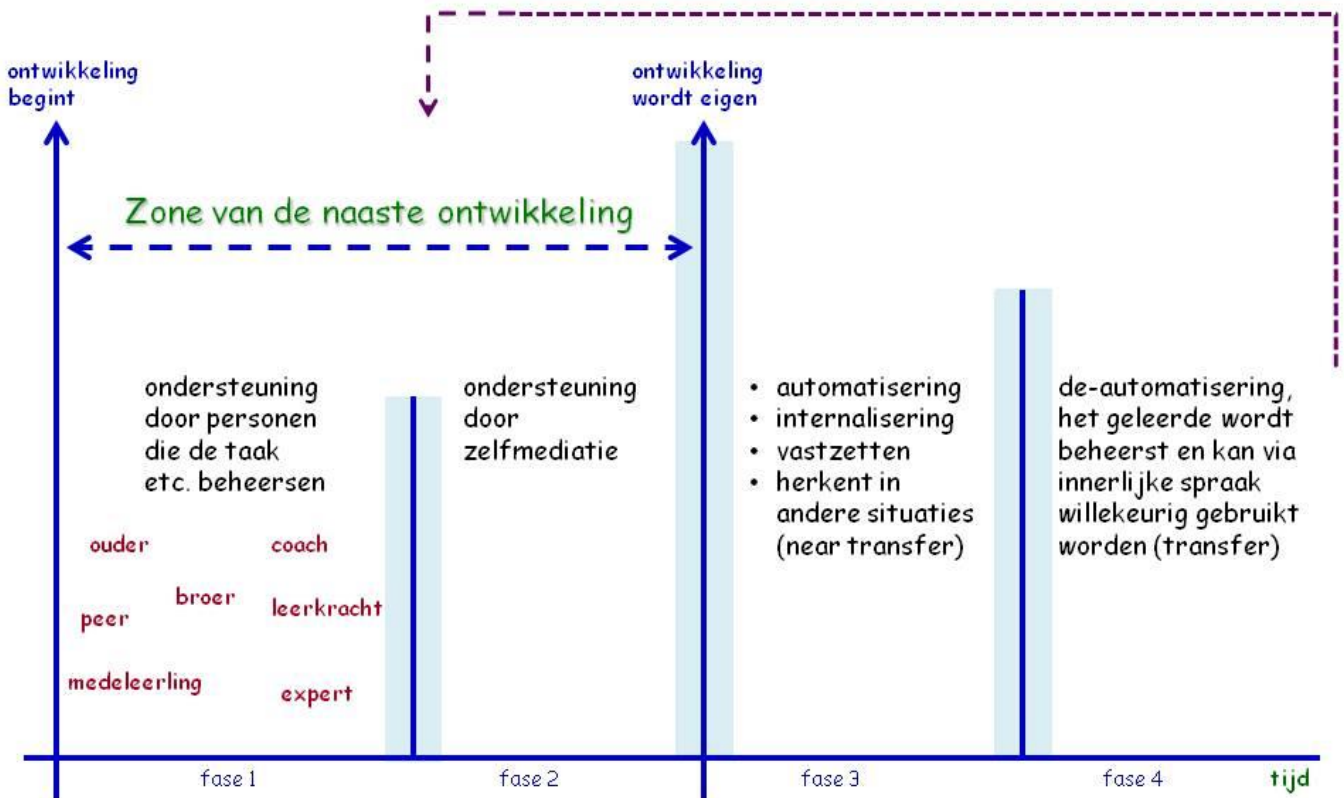 ontwikkeling
begint
ontwikkeling
wordt eigen
Zone van de naaste ontwikkeling
ondersteuning
door personen
die de taak
etc. beheersen
ondersteuning
door
zelfmediatie
• automatisering
• internalisering
• vastzetten
• herkent in
andere situaties
(near transfer)
de-automatisering,
het geleerde wordt
beheerst en kan via
innerlijke spraak
willekeurig gebruikt
worden (transfer)
ouder
coach
broer
peer
leerkracht
medeleerling
expert
fase 1
fase 2
fase 3
fase 4
tijd